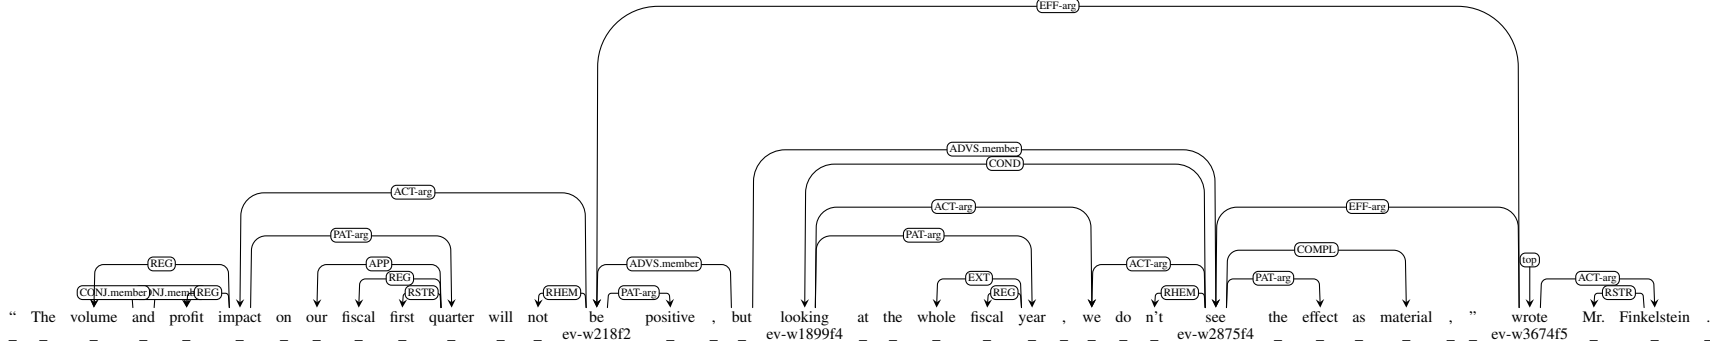 EFF-arg
ADVS.member
COND
ACT-arg
ACT-arg EFF-arg
PAT-arg PAT-arg
COMPL
top
REG APP ADVS.member ACT-arg
REG EXT PAT-arg ACT-arg
CONJ.member REG RSTR RHEM PAT-arg REG RHEM RSTR
“ The volume and profit impact on our fiscal first quarter will not be positive , but looking at the whole fiscal year , we do n't see the effect as material , ” wrote Mr. Finkelstein .
_ _ _ _ _ _ _ _ _ _ _ _ _ ev-w218f2 _ _ _ ev-w1899f4 _ _ _ _ _ _ _ _ _ ev-w2875f4 _ _ _ _ _ _ ev-w3674f5 _ _ _